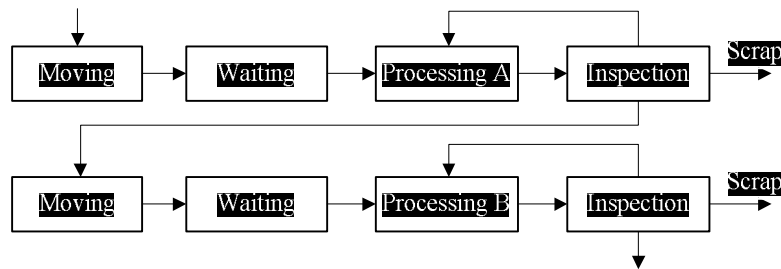 Scrap
Moving Waiting Processing A Inspection
Scrap
Moving Waiting Processing B Inspection